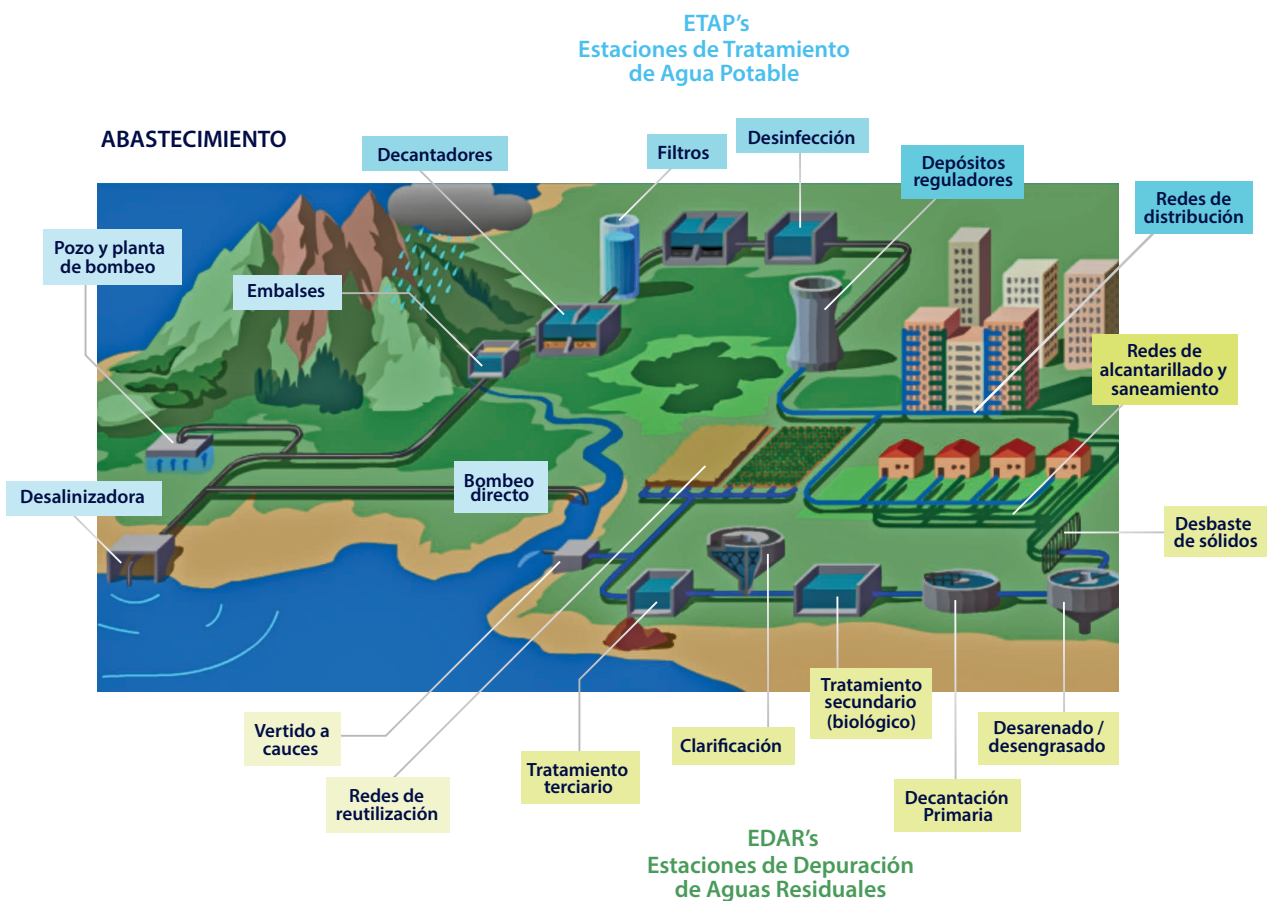 ETAP's
Estaciones de Tratamiento
de Agua Potable
ABASTECIMIENTO
Decantadores
Filtros
Desinfección
Depósitos
reguladores
Redes de
distribución
Pozo y planta
de bombeo
Embalses
Redes de
alcantarillado y
saneamiento
Desalinizadora
Bombeo
directo
Desbaste
de sólidos
Vertido a
cauces
Redes de
reutilización
Tratamiento
terciario
Clarificación
Tratamiento
secundario
(biológico)
Decantación
Primaria
Desarenado /
desengrasado
EDAR's
Estaciones de Depuración
de Aguas Residuales